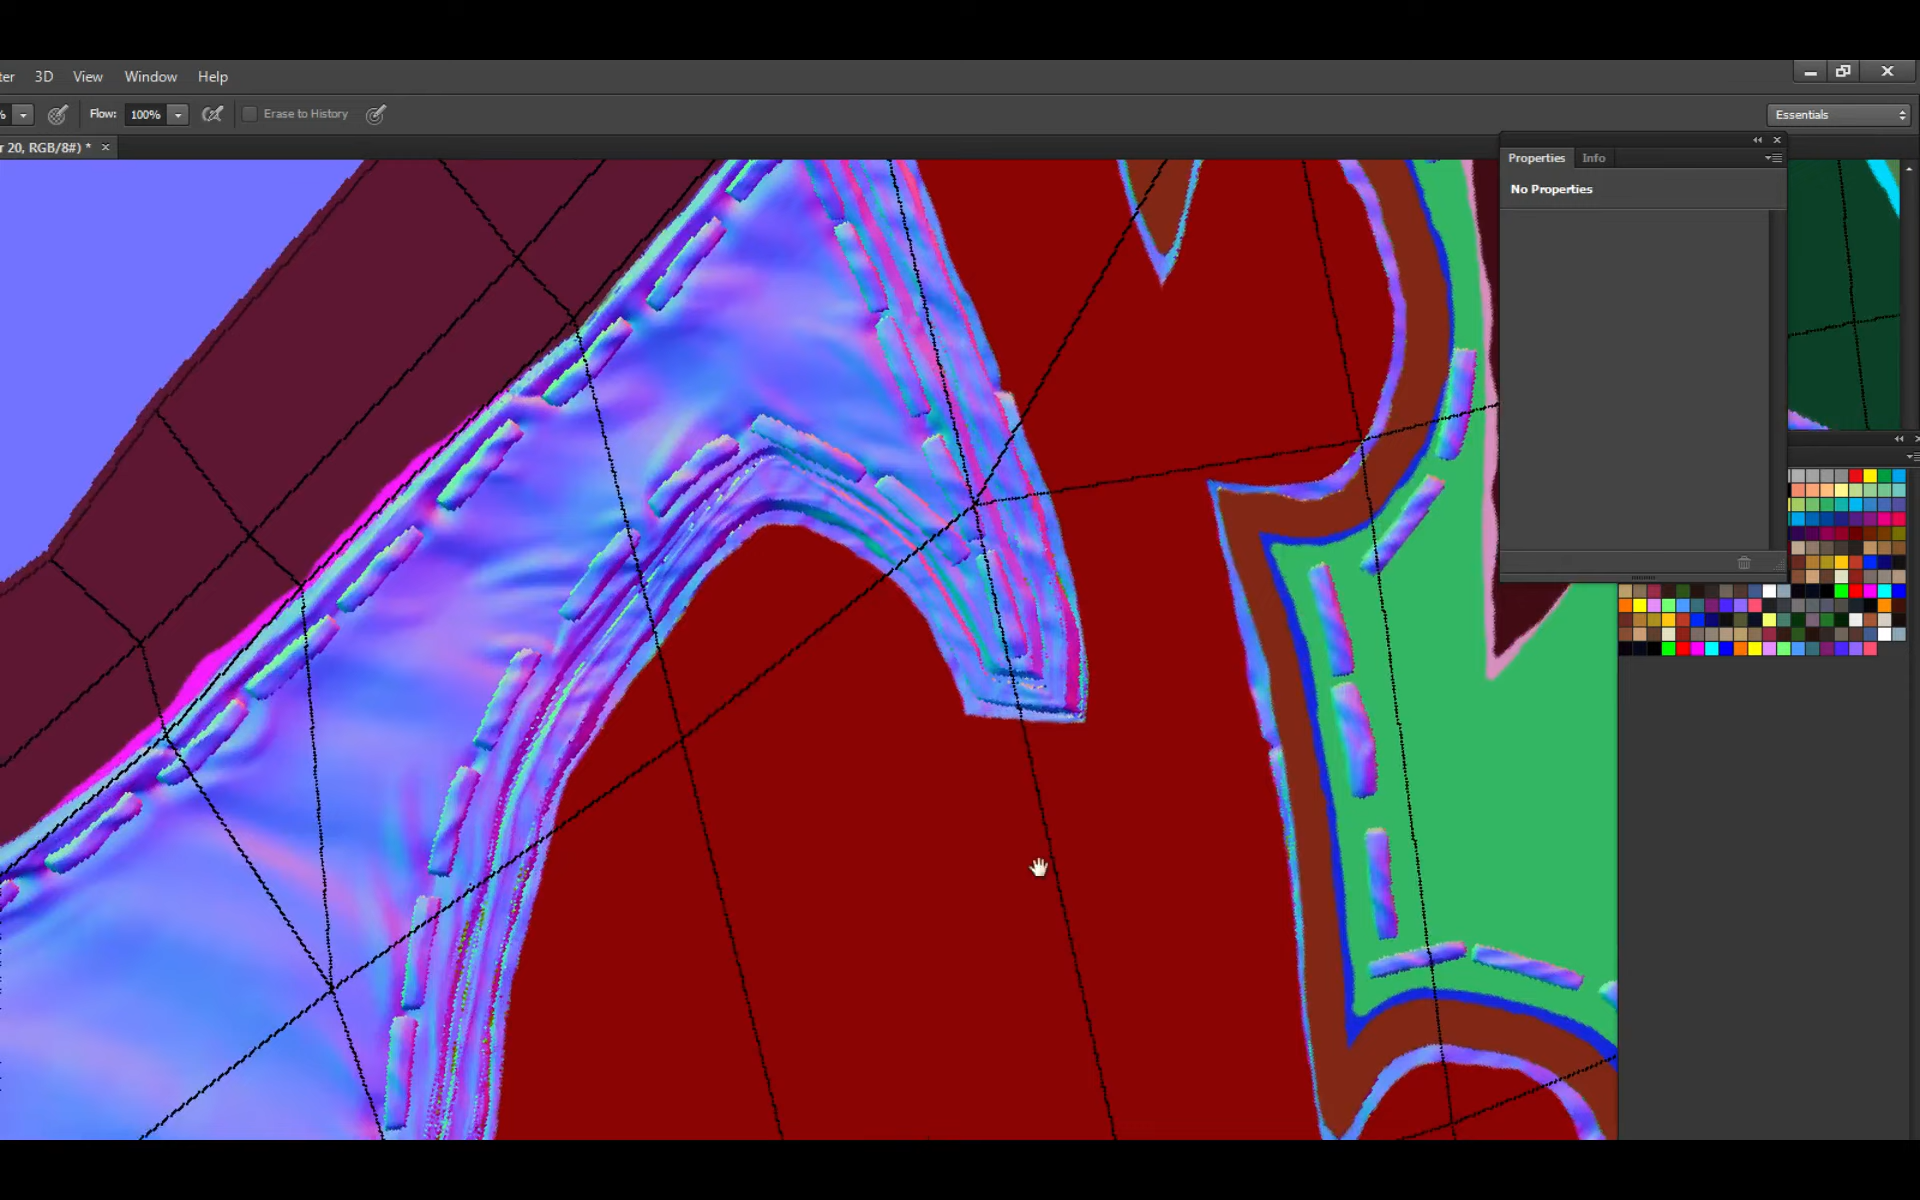 ter 3D View Window Help
% Flow: 100% Erase to History Essentials
r 20, RGB/8#) * ×
Properties Info
No Properties